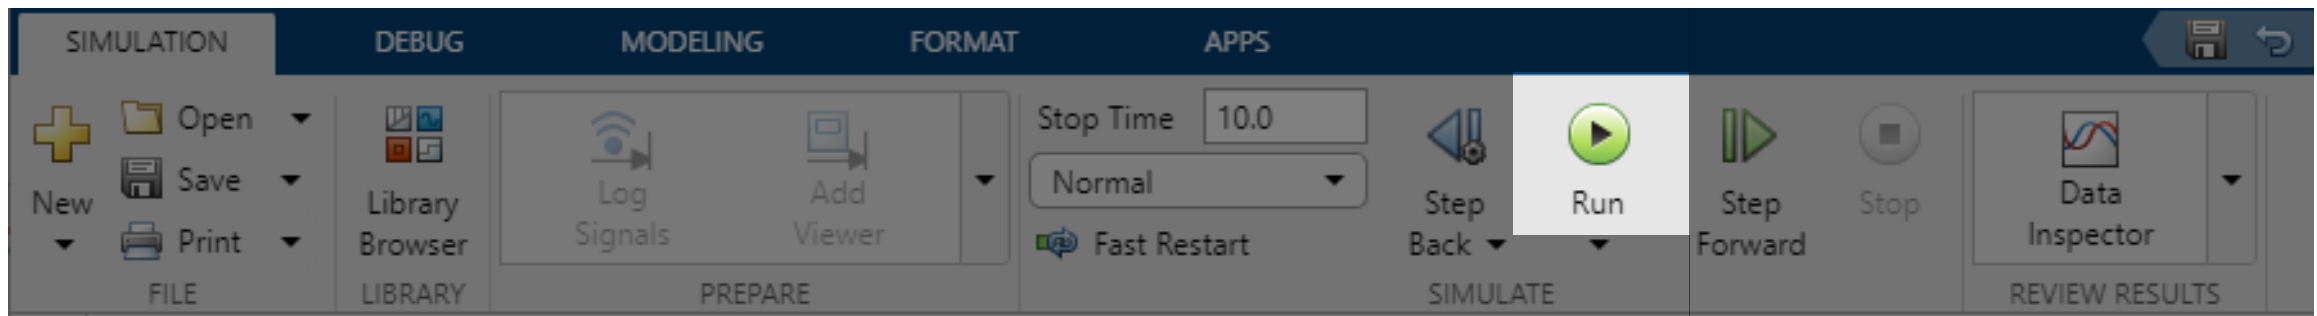 SIMULATION DEBUG MODELING FORMAT APPS
New
Open
Save
Print
FILE
Library
Browser
LIBRARY
Log
Signals
Add
Viewer
PREPARE
Stop Time 10.0
Normal
Fast Restart
Step
Back
Run
Step
Forward
Stop
SIMULATE
Data
Inspector
REVIEW RESULTS